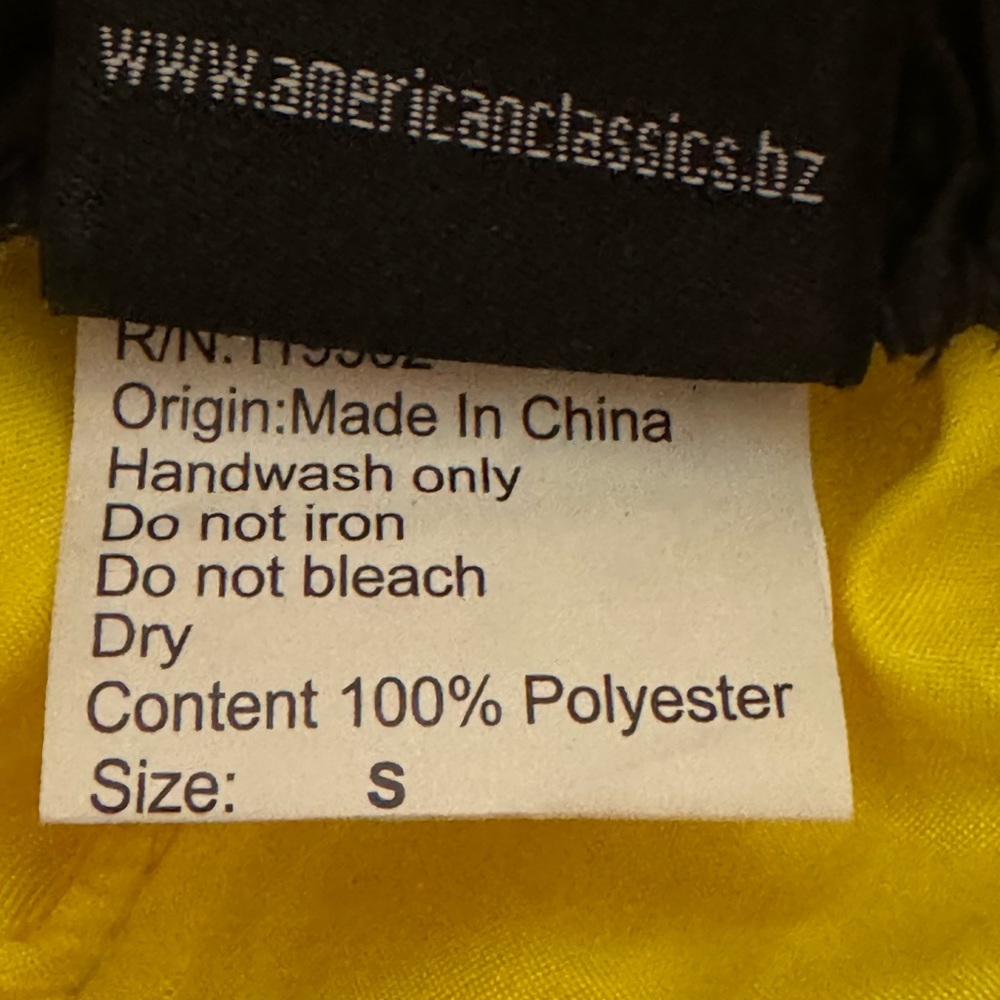 www.americanclassics.bz
R/N:
Origin:Made In China
Handwash only
Do not iron
Do not bleach
Dry
Content 100% Polyester
Size: S